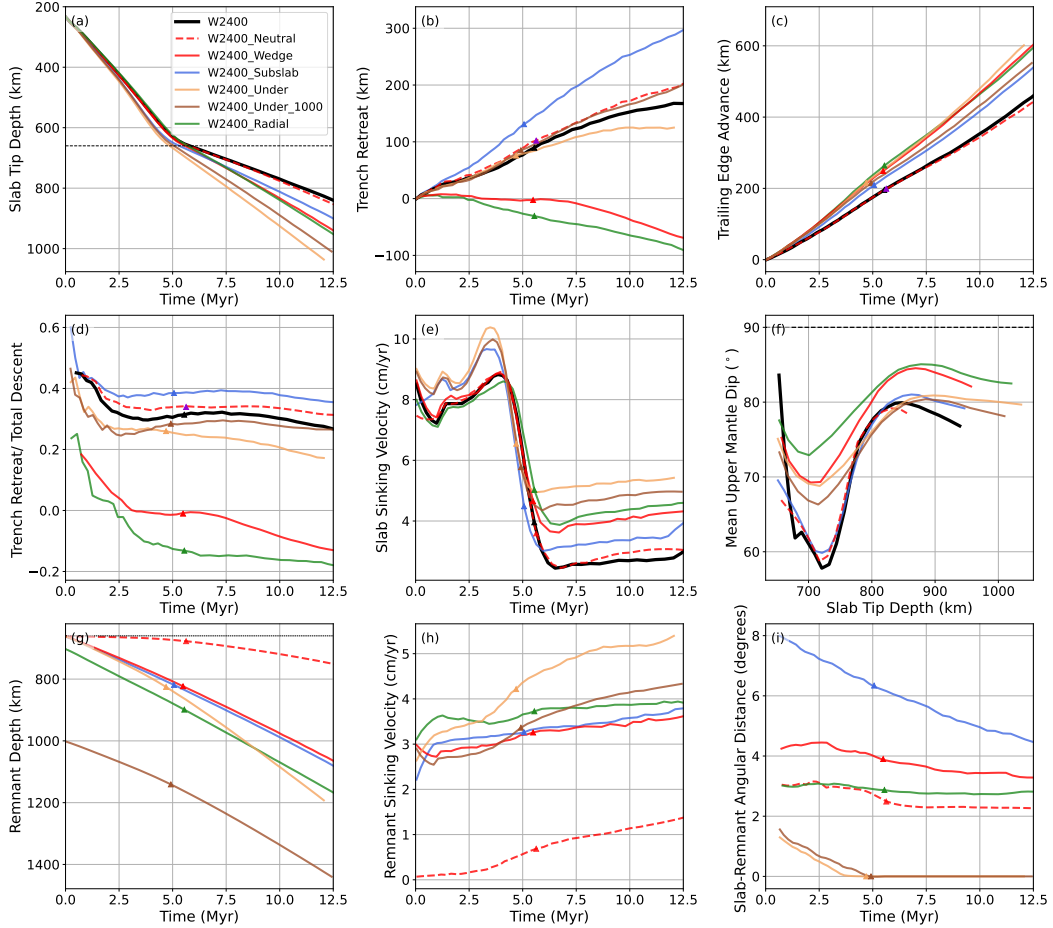 (a)
200
400
600
800
1000
0.0
2.5
5.0
7.5
10.0
12.5
Time (Myr)
Slab Tip Depth (km)
W2400
W2400_Neutral
W2400_Wedge
W2400_Subslab
W2400_Under
W2400_Under_1000
W2400_Radial
(b)
300
200
100
0
−100
0.0
2.5
5.0
7.5
10.0
12.5
Time (Myr)
Trench Retreat (km)
(c)
600
400
200
0
0.0
2.5
5.0
7.5
10.0
12.5
Time (Myr)
Trailing Edge Advance (km)
(d)
0.6
0.4
0.2
0.0
−0.2
0.0
2.5
5.0
7.5
10.0
12.5
Time (Myr)
Trench Retreat/ Total Descent
(e)
10
8
6
4
0.0
2.5
5.0
7.5
10.0
12.5
Time (Myr)
Slab Sinking Velocity (cm/yr)
(f)
90
80
70
60
700
800
900
1000
Slab Tip Depth (km)
Mean Upper Mantle Dip (°)
(g)
800
1000
1200
1400
0.0
2.5
5.0
7.5
10.0
12.5
Time (Myr)
Remnant Depth (km)
(h)
5
4
3
2
1
0
0.0
2.5
5.0
7.5
10.0
12.5
Time (Myr)
Remnant Sinking Velocity (cm/yr)
(i)
8
6
4
2
0
0.0
2.5
5.0
7.5
10.0
12.5
Time (Myr)
Slab-Remnant Angular Distance (degrees)